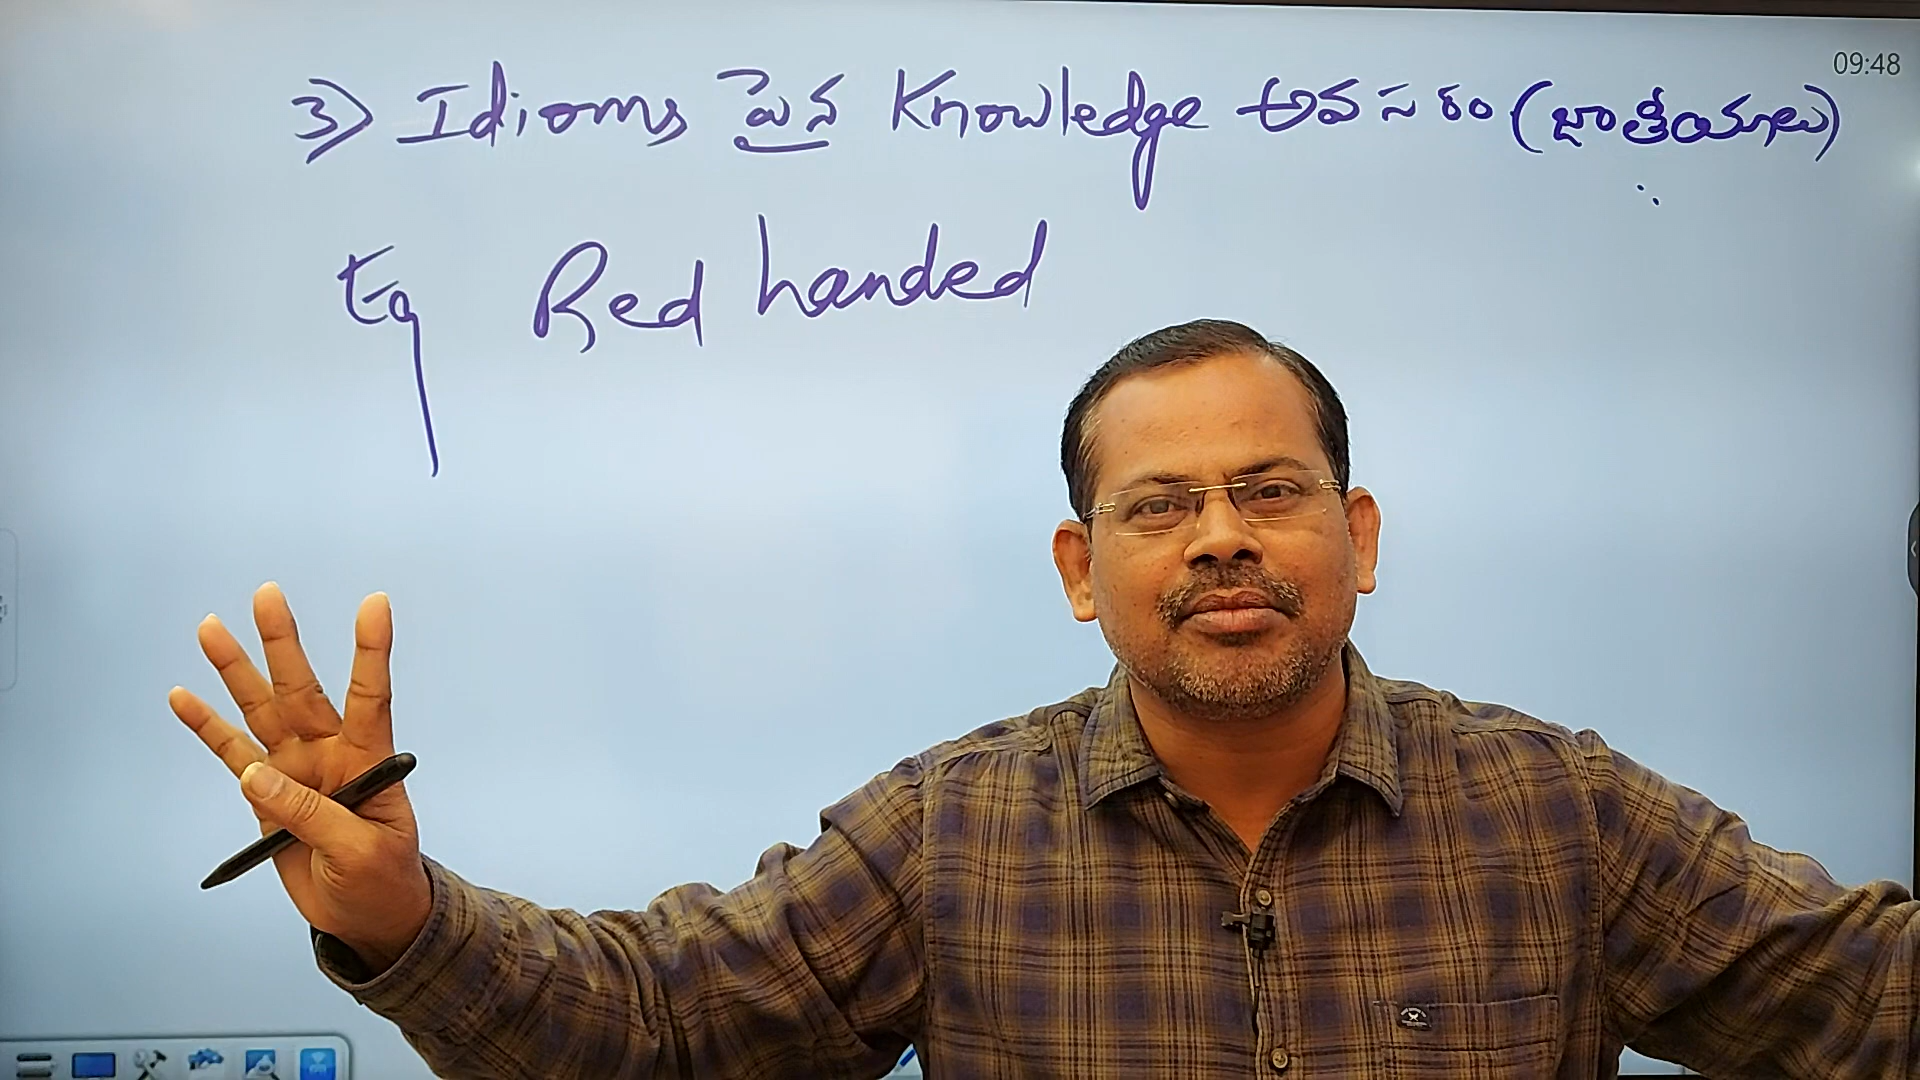 09:48
3) Idioms పైన Knowledge అవసరం (జాతీయాలు)
Eg Red handed